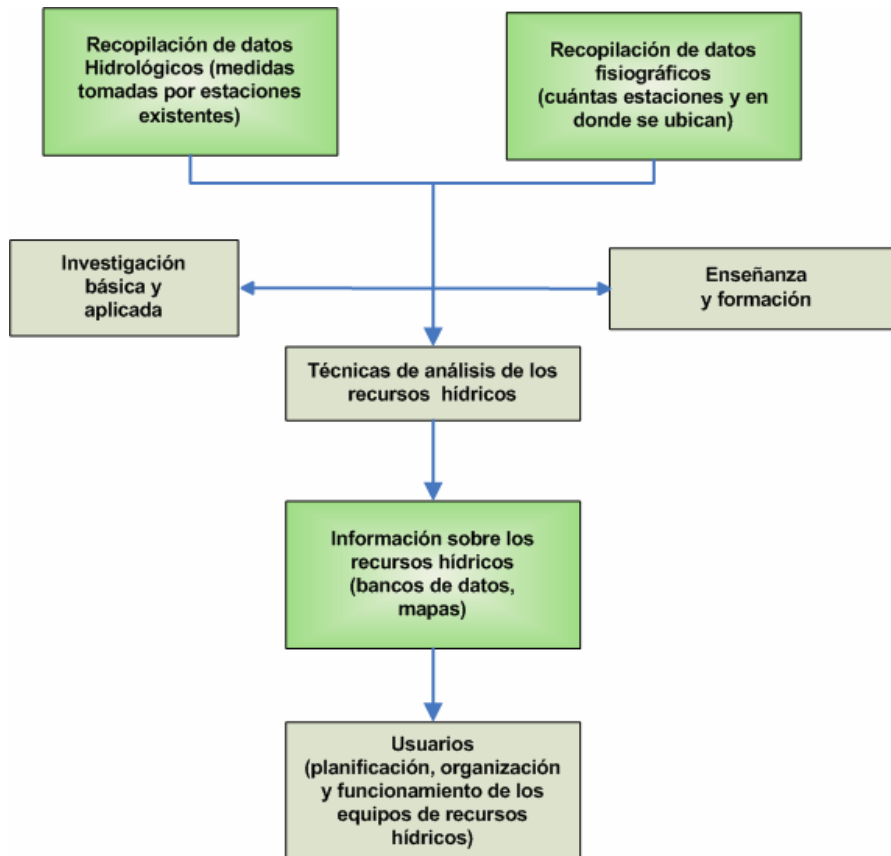 Recopilación de datos
Hidrológicos (medidas
tomadas por estaciones
existentes)
Recopilación de datos
fisiográficos
(cuántas estaciones y en
donde se ubican)
Investigación
básica y
aplicada
Enseñanza
y formación
Técnicas de análisis de los
recursos hídricos
Información sobre los
recursos hídricos
(bancos de datos,
mapas)
Usuarios
(planificación, organización
y funcionamiento de los
equipos de recursos
hídricos)